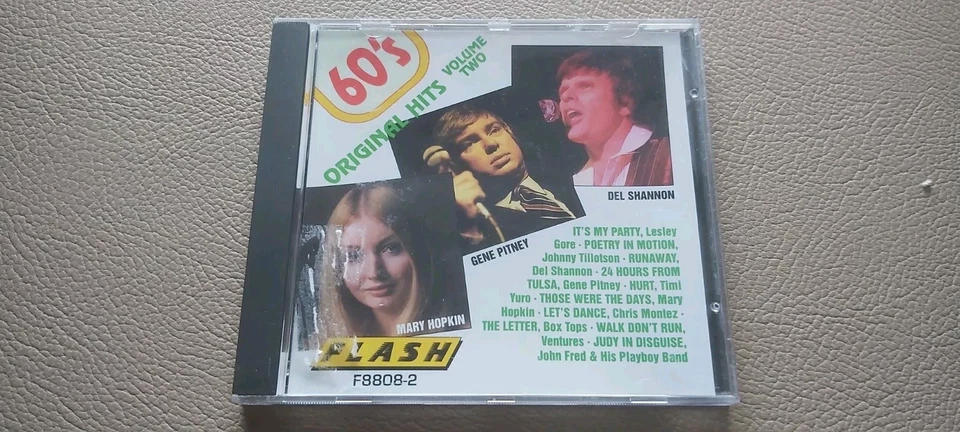 60's
ORIGINAL HITS VOLUME
TWO
DEL SHANNON
GENE PITNEY
MARY HOPKIN
IT'S MY PARTY, Lesley
Gore · POETRY IN MOTION,
Johnny Tillotson · RUNAWAY,
Del Shannon · 24 HOURS FROM
TULSA, Gene Pitney · HURT, Timi
Yuro · THOSE WERE THE DAYS, Mary
Hopkin · LET'S DANCE, Chris Montez ·
THE LETTER, Box Tops · WALK DON'T RUN,
Ventures · JUDY IN DISGUISE,
John Fred & His Playboy Band
FLASH
F8808-2